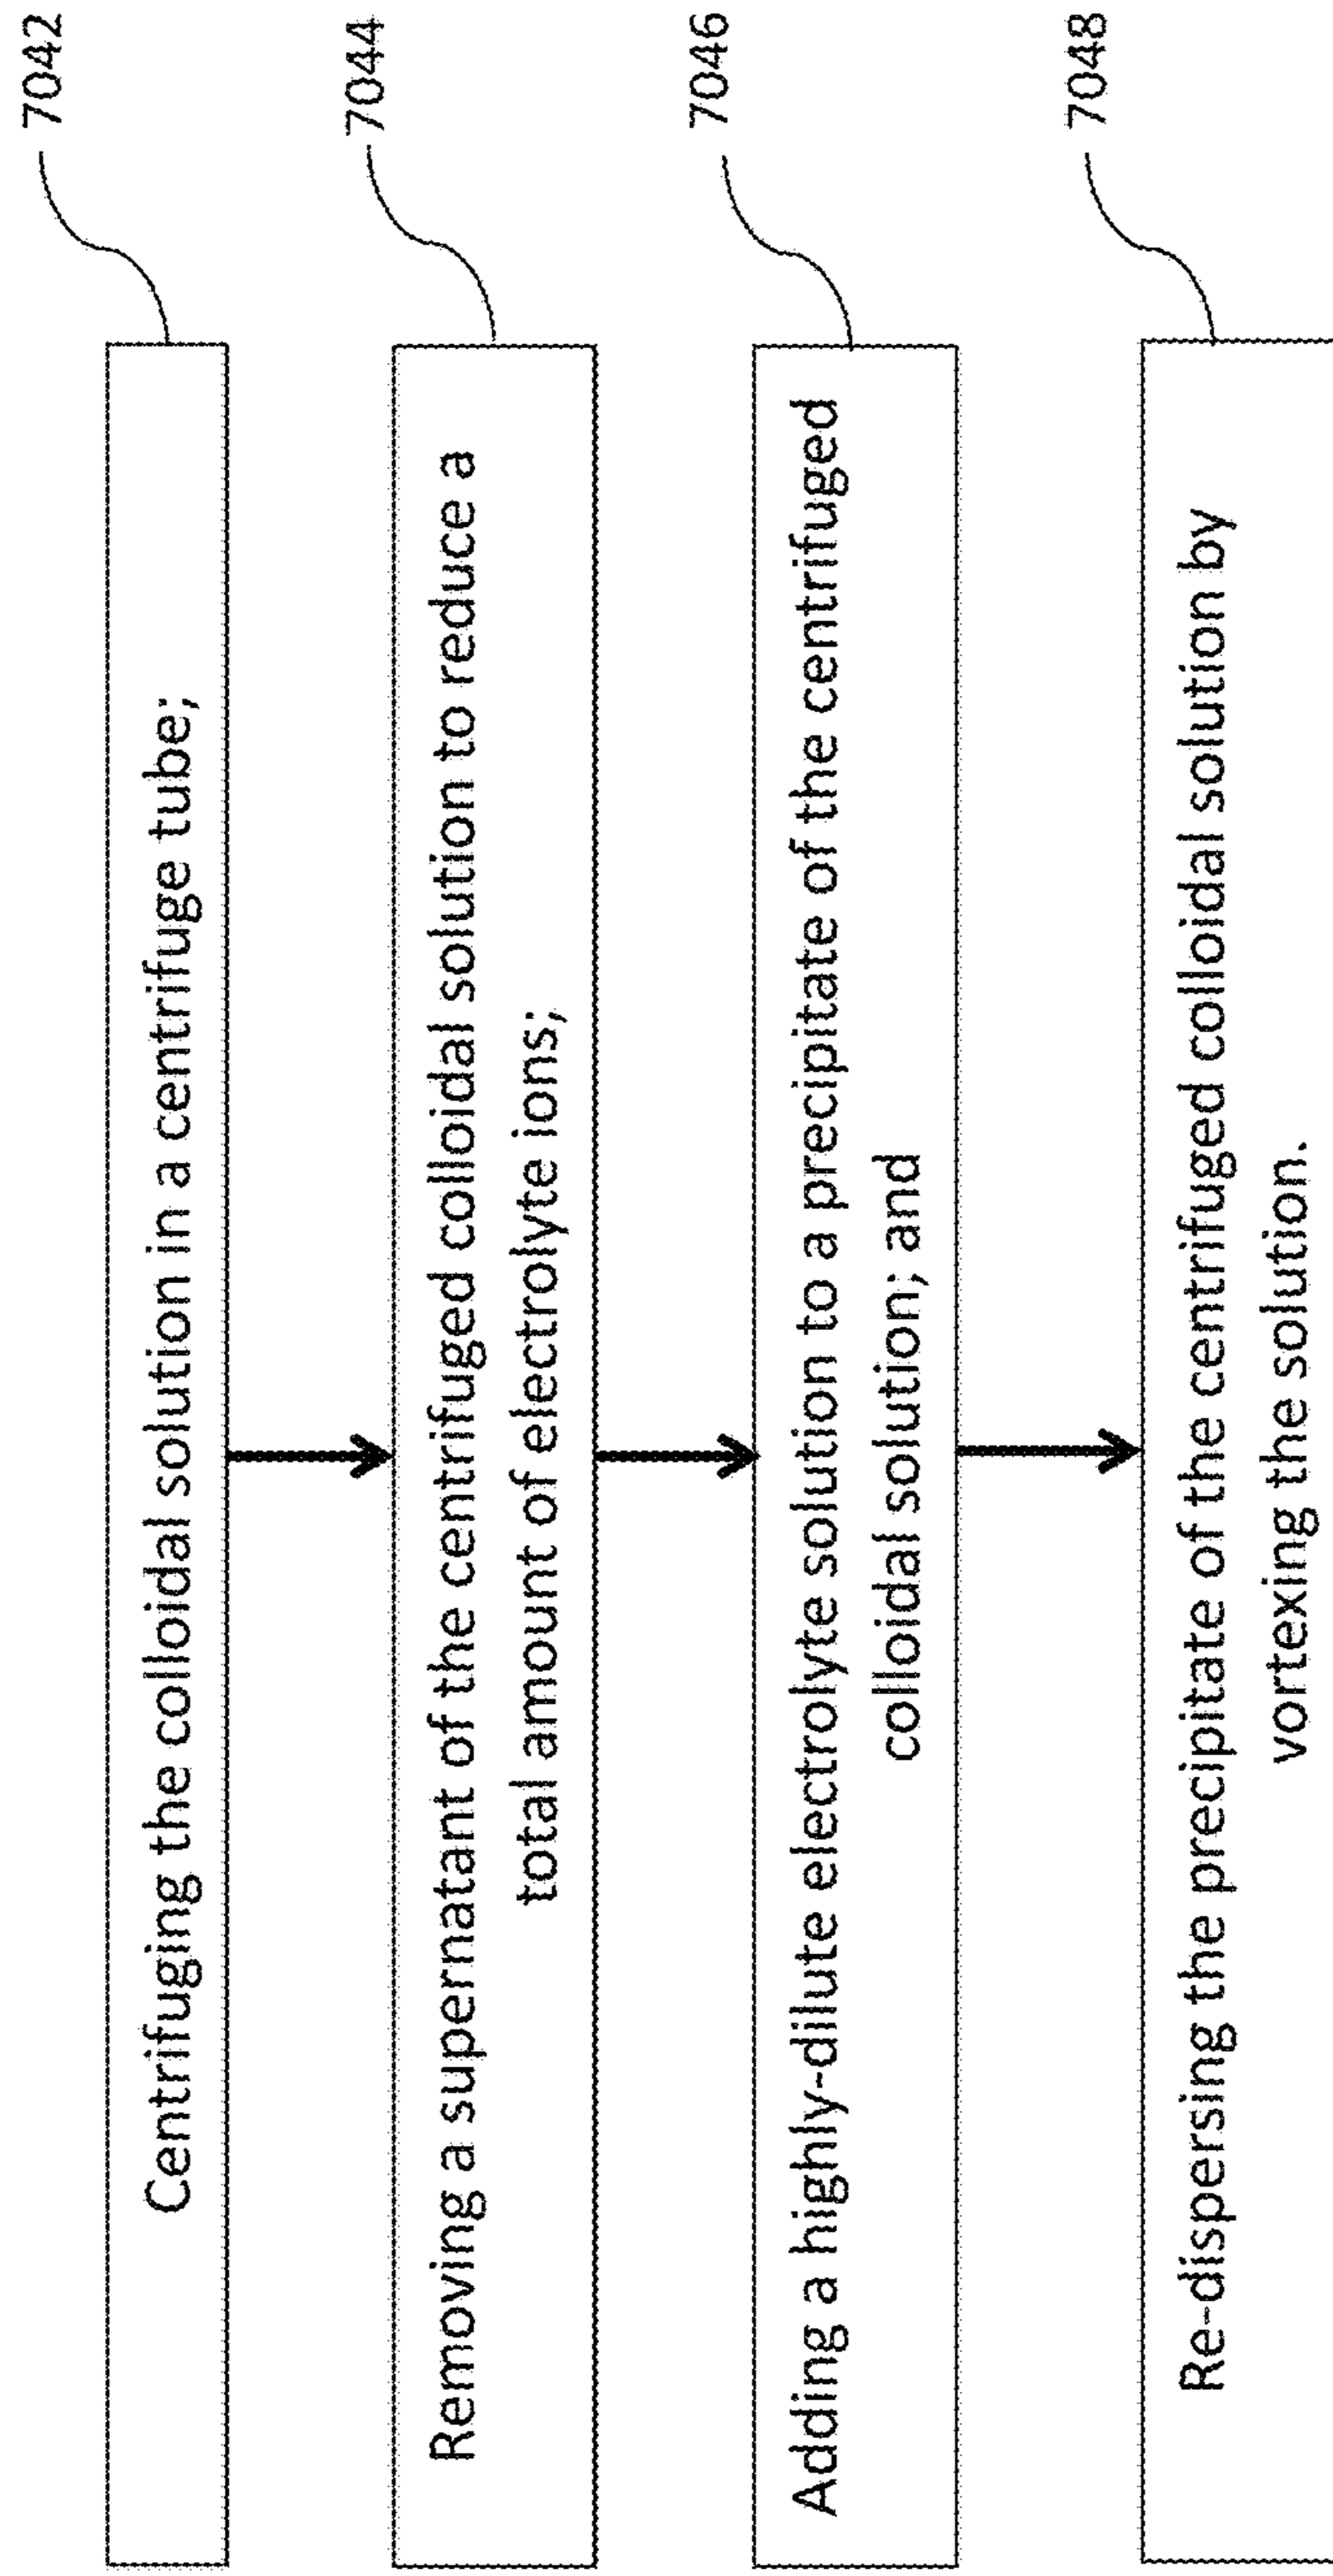 7042
Centrifuging the colloidal solution in a centrifuge tube;
7044
Removing a supernatant of the centrifuged colloidal solution to reduce a
total amount of electrolyte ions;
7046
Adding a highly-dilute electrolyte solution to a precipitate of the centrifuged
colloidal solution; and
7048
Re-dispersing the precipitate of the centrifuged colloidal solution by
vortexing the solution.